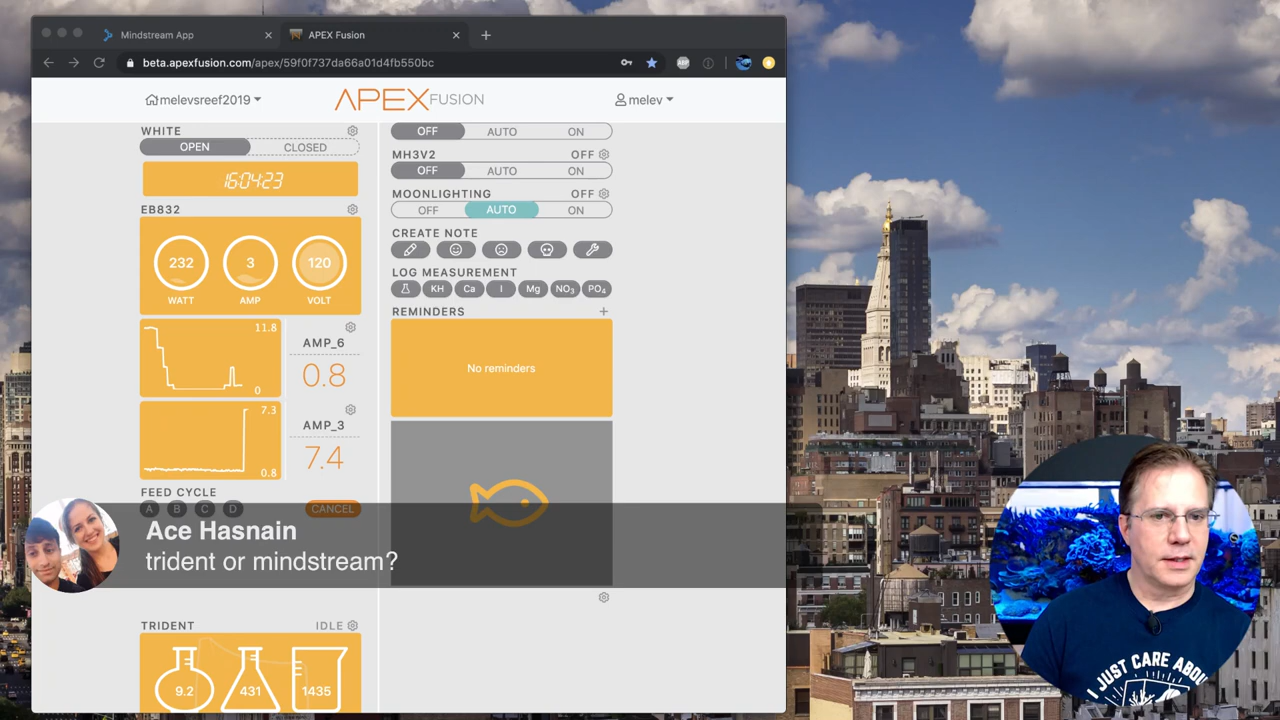 Mindstream App
APEX Fusion
beta.apexfusion.com/apex/59f0f737da66a01d4fb550bc
ABP
melevsreef2019
APEX FUSION
melev
WHITE
OPEN CLOSED
16:04:23
EB832
232 3 120
WATT AMP VOLT
11.8
0
AMP_6
0.8
7.3
0.8
AMP_3
7.4
FEED CYCLE
A B C D CANCEL
TRIDENT IDLE
9.2 431 1435
OFF AUTO ON
MH3V2 OFF
OFF AUTO ON
MOONLIGHTING OFF
OFF AUTO ON
CREATE NOTE
LOG MEASUREMENT
KH Ca I Mg NO3 PO4
REMINDERS +
No reminders
Ace Hasnain
trident or mindstream?
I JUST CARE ABOU